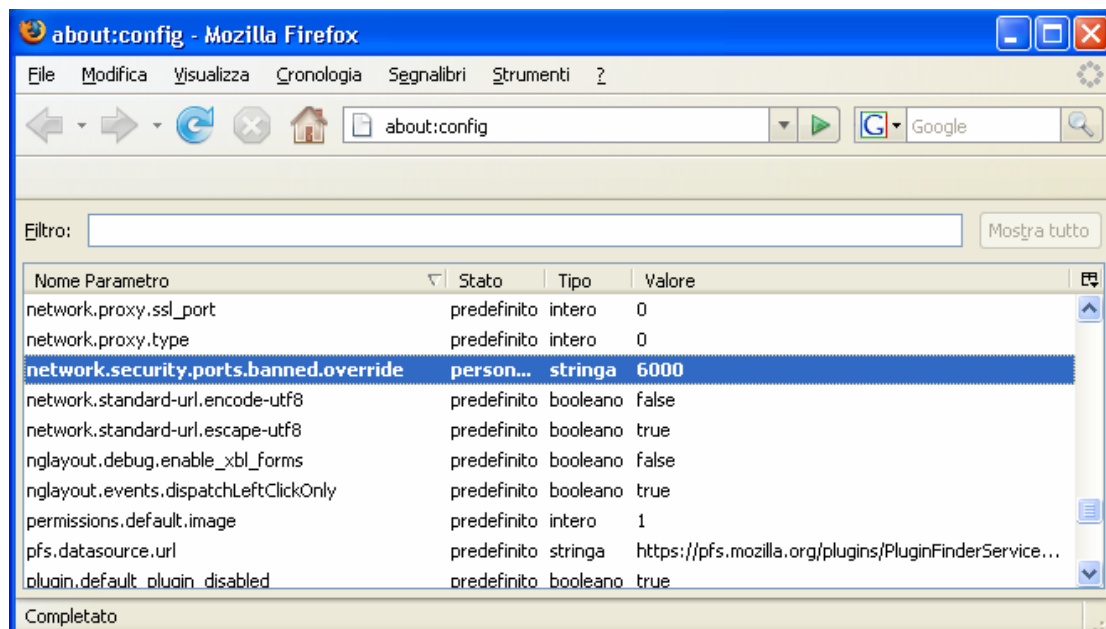 about:config - Mozilla Firefox
File Modifica Visualizza Cronologia Segnalibri Strumenti ?
about:config G Google
Filtro: Mostra tutto
Nome Parametro Stato Tipo Valore
network.proxy.ssl_port predefinito intero 0
network.proxy.type predefinito intero 0
network.security.ports.banned.override person... stringa 6000
network.standard-url.encode-utf8 predefinito booleano false
network.standard-url.escape-utf8 predefinito booleano true
nglayout.debug.enable_xbl_forms predefinito booleano false
nglayout.events.dispatchLeftClickOnly predefinito booleano true
permissions.default.image predefinito intero 1
pfs.datasource.url predefinito stringa https://pfs.mozilla.org/plugins/PluginFinderService...
plugin.default_plugin_disabled predefinito booleano true
Completato